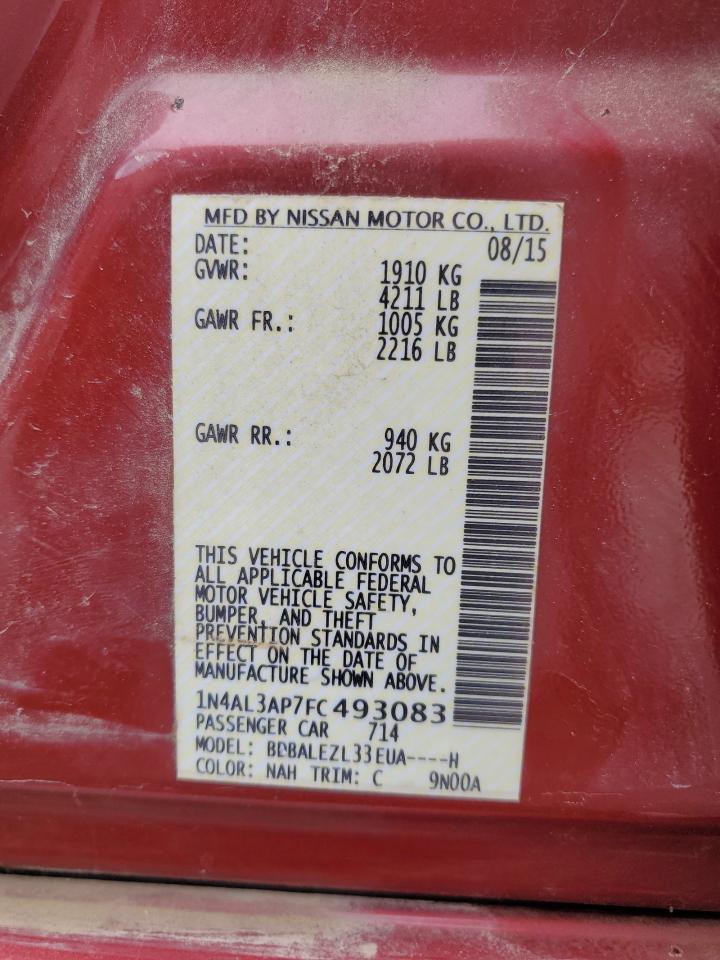 MFD BY NISSAN MOTOR CO., LTD.
DATE: 08/15
GVWR: 1910 KG
4211 LB
GAWR FR.: 1005 KG
2216 LB
GAWR RR.: 940 KG
2072 LB
THIS VEHICLE CONFORMS TO
ALL APPLICABLE FEDERAL
MOTOR VEHICLE SAFETY,
BUMPER, AND THEFT
PREVENTION STANDARDS IN
EFFECT ON THE DATE OF
MANUFACTURE SHOWN ABOVE.
1N4AL3AP7FC493083
PASSENGER CAR 714
MODEL: BDBALEZL33EUA----H
COLOR: NAH TRIM: C 9N00A